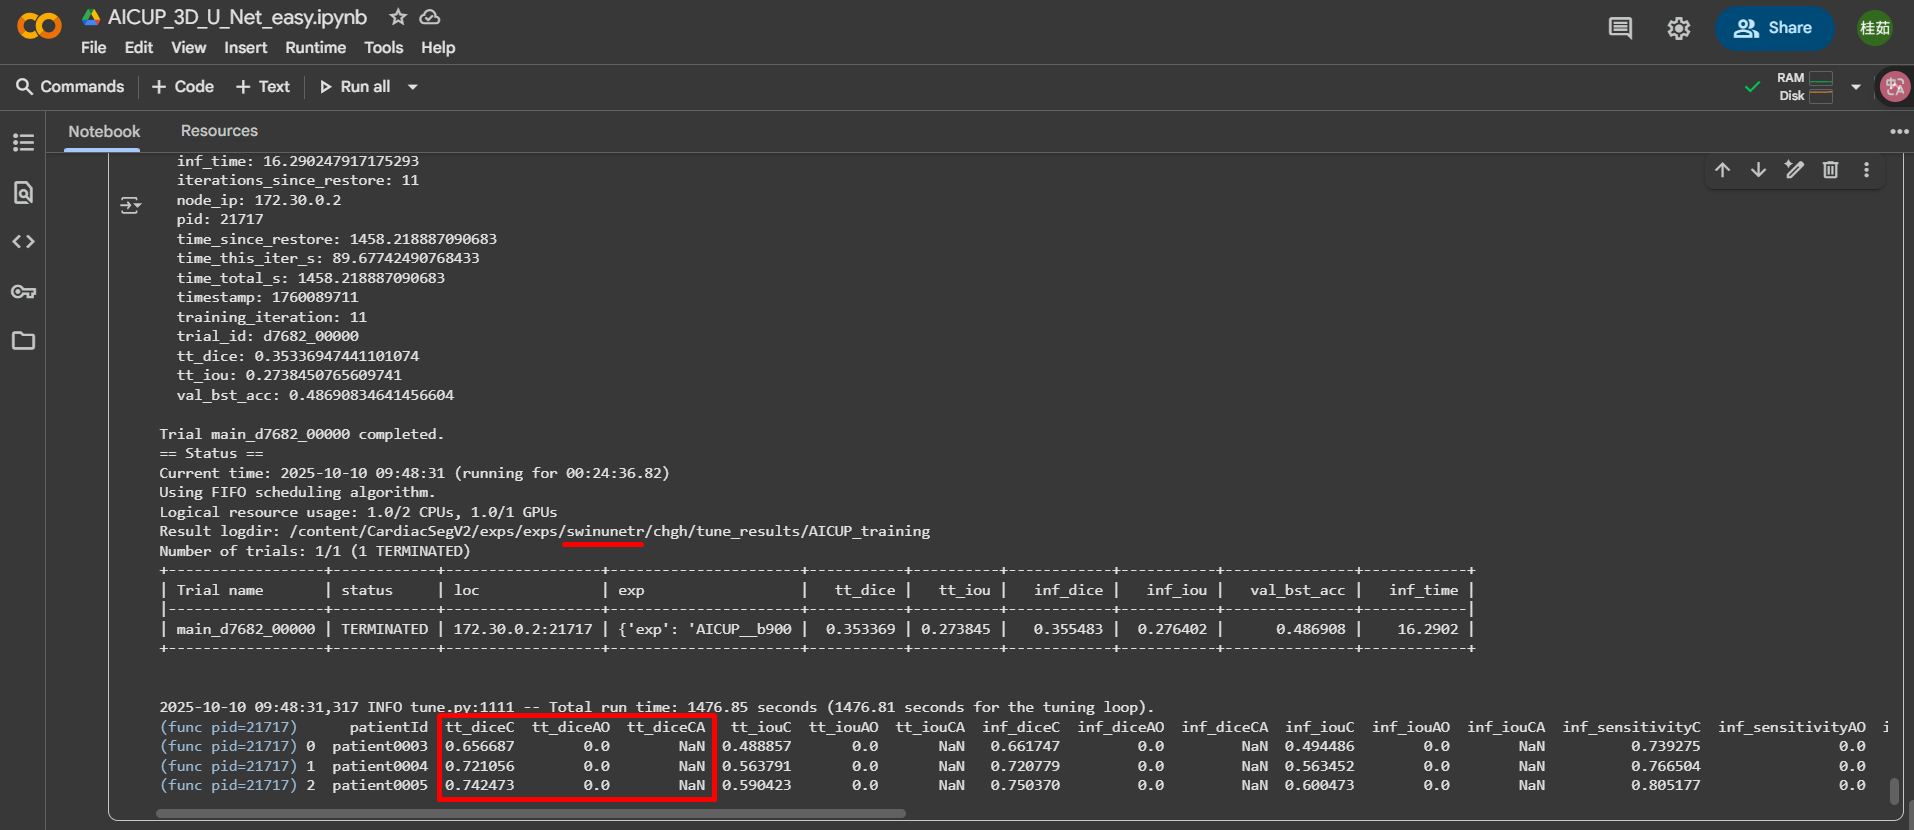 AICUP_3D_U_Net_easy.ipynb
File Edit View Insert Runtime Tools Help
Share
桂茹
Commands + Code + Text Run all
RAM
Disk
Notebook Resources
inf_time: 16.290247917175293
iterations_since_restore: 11
node_ip: 172.30.0.2
pid: 21717
time_since_restore: 1458.218887090683
time_this_iter_s: 89.67742490768433
time_total_s: 1458.218887090683
timestamp: 1760089711
training_iteration: 11
trial_id: d7682_00000
tt_dice: 0.35336947441101074
tt_iou: 0.2738450765609741
val_bst_acc: 0.48690834641456604
Trial main_d7682_00000 completed.
== Status ==
Current time: 2025-10-10 09:48:31 (running for 00:24:36.82)
Using FIFO scheduling algorithm.
Logical resource usage: 1.0/2 CPUs, 1.0/1 GPUs
Result logdir: /content/CardiacSegV2/exps/exps/swinunetr/chgh/tune_results/AICUP_training
Number of trials: 1/1 (1 TERMINATED)
+------------------+------------+-----------------+---------------------+-----------+----------+------------+-----------+---------------+------------+
| Trial name | status | loc | exp | tt_dice | tt_iou | inf_dice | inf_iou | val_bst_acc | inf_time |
|------------------+------------+-----------------+---------------------+-----------+----------+------------+-----------+---------------+------------|
| main_d7682_00000 | TERMINATED | 172.30.0.2:21717 | {'exp': 'AICUP__b900 | 0.353369 | 0.273845 | 0.355483 | 0.276402 | 0.486908 | 16.2902 |
+------------------+------------+-----------------+---------------------+-----------+----------+------------+-----------+---------------+------------+
2025-10-10 09:48:31,317 INFO tune.py:1111 -- Total run time: 1476.85 seconds (1476.81 seconds for the tuning loop).
(func pid=21717) patientId tt_diceC tt_diceAO tt_diceCA tt_iouC tt_iouAO tt_iouCA inf_diceC inf_diceAO inf_diceCA inf_iouC inf_iouAO inf_iouCA inf_sensitivityC inf_sensitivityAO i
(func pid=21717) 0 patient0003 0.656687 0.0 NaN 0.488857 0.0 NaN 0.661747 0.0 NaN 0.494486 0.0 NaN 0.739275 0.0
(func pid=21717) 1 patient0004 0.721056 0.0 NaN 0.563791 0.0 NaN 0.720779 0.0 NaN 0.563452 0.0 NaN 0.766504 0.0
(func pid=21717) 2 patient0005 0.742473 0.0 NaN 0.590423 0.0 NaN 0.750370 0.0 NaN 0.600473 0.0 NaN 0.805177 0.0